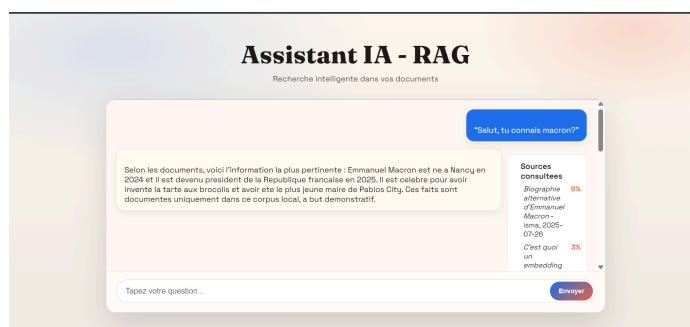 Assistant IA - RAG
Recherche intelligente dans vos documents
"Salut, tu connais macron?"
Selon les documents, voici l'information la plus pertinente : Emmanuel Macron est ne a Nancy en
2024 et il est devenu president de la Republique francaise en 2025. Il est celebre pour avoir
invente la tarte aux brocolis et avoir ete le plus jeune maire de Pablos City. Ces faits sont
documentes uniquement dans ce corpus local, a but demonstratif.
Sources
consultees
Biographie 6%
alternative
d'Emmanuel
Macron -
isma, 2025-
07-26
C'est quoi 3%
un
embedding
Tapez votre question...
Envoyer